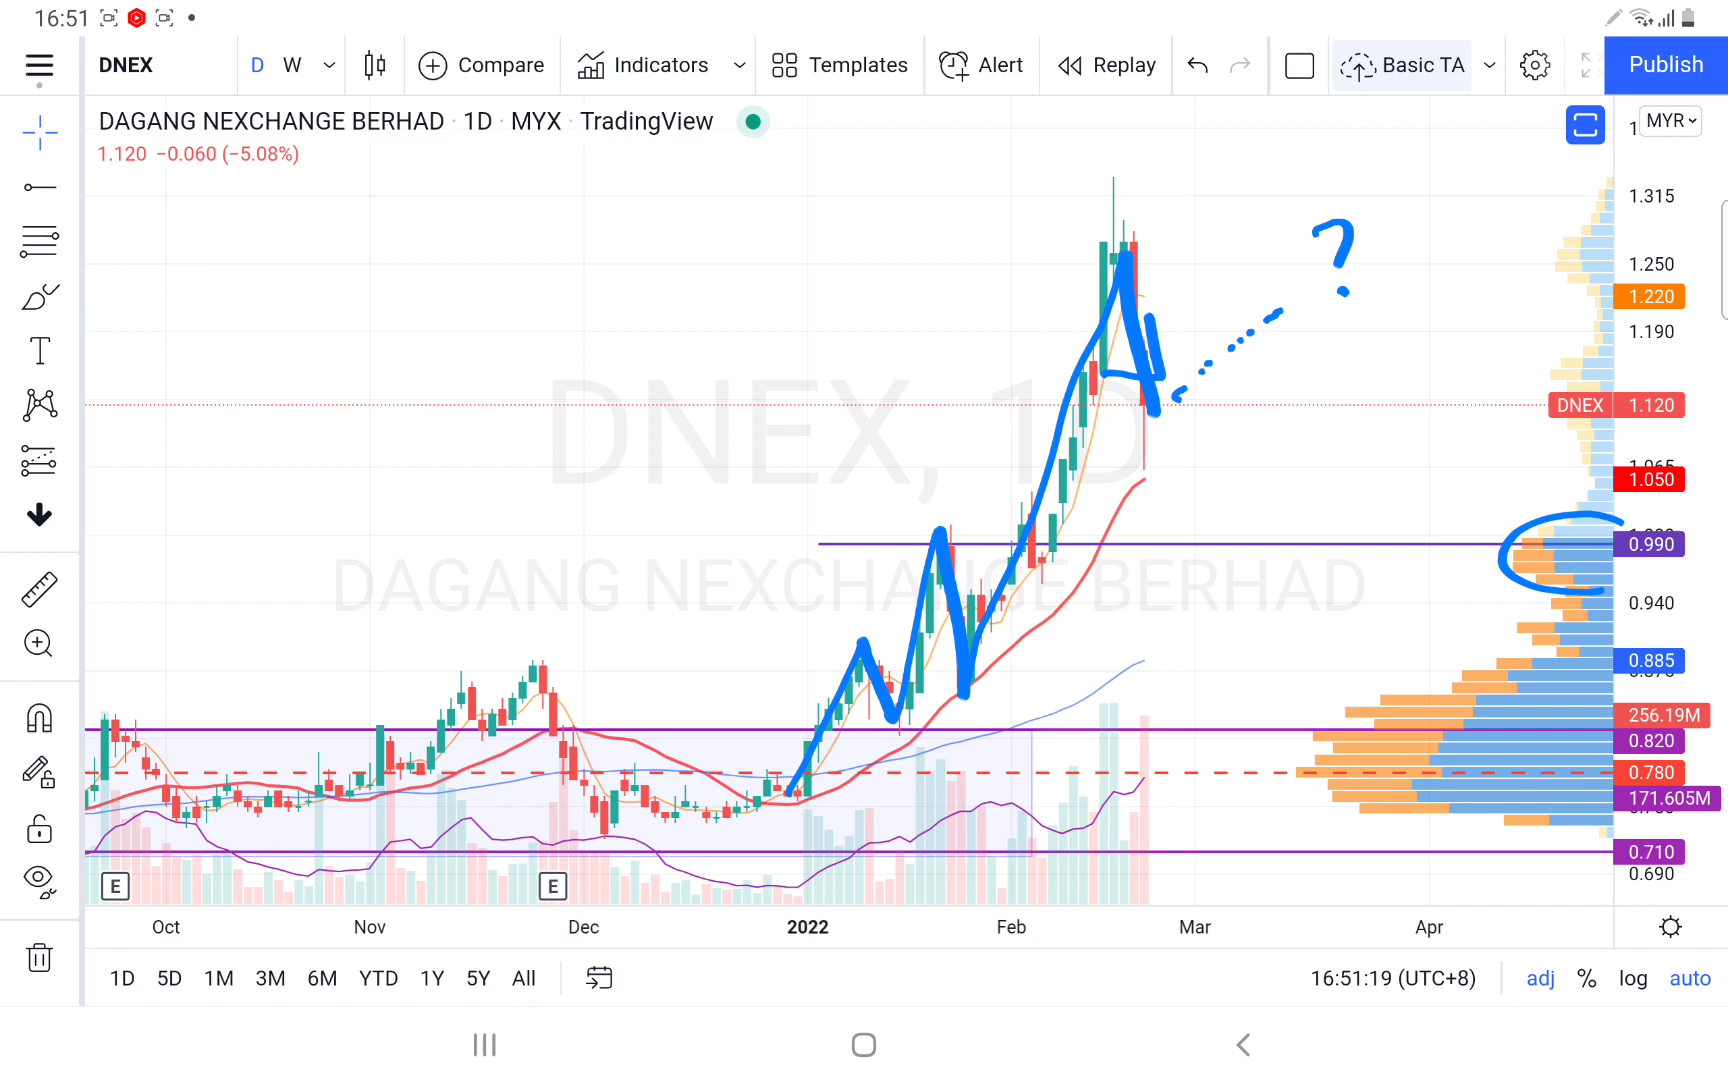 16:51
DNEX D W Compare Indicators Templates Alert Replay Basic TA Publish
DAGANG NEXCHANGE BERHAD · 1D · MYX · TradingView
1.120 −0.060 (−5.08%)
MYR
?
1.315
1.250
1.220
1.190
DNEX 1.120
1.065
1.050
0.990
0.940
0.885
256.19M
0.820
0.780
171.605M
0.710
0.690
DNEX, 1D
DAGANG NEXCHANGE BERHAD
E E
Oct Nov Dec 2022 Feb Mar Apr
1D 5D 1M 3M 6M YTD 1Y 5Y All 16:51:19 (UTC+8) adj % log auto